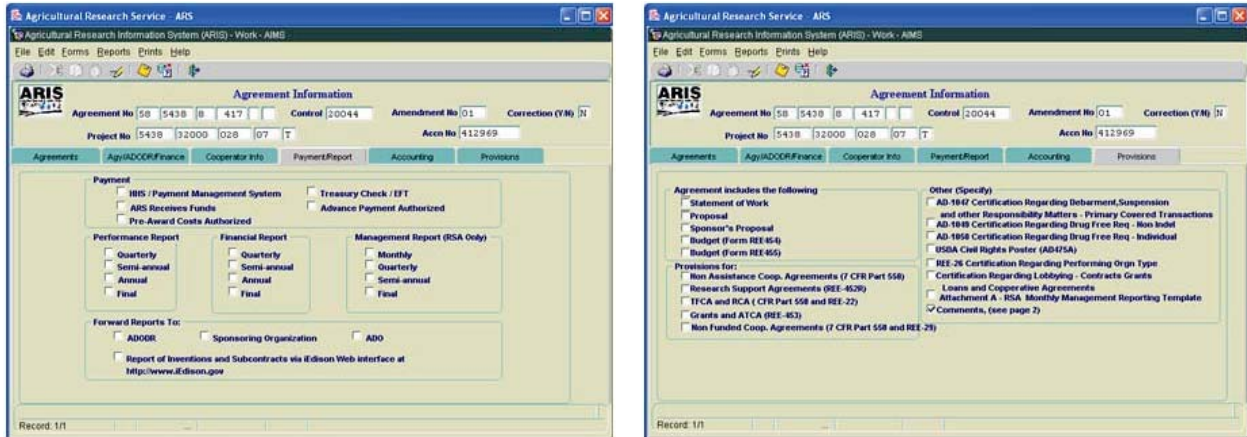 Agricultural Research Service - ARS
Agricultural Research Information System (ARIS) - Work - AIMS
File Edit Forms Reports Prints Help
ARIS
Agreement Information
Agreement No 58 5438 8 417 Control 20044 Amendment No 01 Correction (Y/N) N
Project No 5438 32000 028 07 T Accn No 412969
Agreements Agy/ADODR/Finance Cooperator Info Payment/Report Accounting Provisions
Payment
HHS / Payment Management System Treasury Check / EFT
ARS Receives Funds Advance Payment Authorized
Pre-Award Costs Authorized
Performance Report Financial Report Management Report (RSA Only)
Quarterly Quarterly Monthly
Semi-annual Semi-annual Quarterly
Annual Annual Semi-annual
Final Final Final
Forward Reports To:
ADODR Sponsoring Organization ADO
Report of Inventions and Subcontracts via iEdison Web interface at
http://www.iEdison.gov
Record: 1/1
Agricultural Research Service - ARS
Agricultural Research Information System (ARIS) - Work - AIMS
File Edit Forms Reports Prints Help
ARIS
Agreement Information
Agreement No 58 5438 8 417 Control 20044 Amendment No 01 Correction (Y/N) N
Project No 5438 32000 028 07 T Accn No 412969
Agreements Agy/ADODR/Finance Cooperator Info Payment/Report Accounting Provisions
Agreement includes the following
Statement of Work
Proposal
Sponsor's Proposal
Budget (Form REE454)
Budget (Form REE455)
Provisions for:
Non Assistance Coop. Agreements (7 CFR Part 550)
Research Support Agreements (REE-452R)
TFCA and RCA ( CFR Part 550 and REE-22)
Grants and ATCA (REE-453)
Non Funded Coop. Agreements (7 CFR Part 550 and REE-29)
Other (Specify)
AD-1047 Certification Regarding Debarment,Suspension
and other Responsibility Matters - Primary Covered Transactions
AD-1049 Certification Regarding Drug Free Req - Non Indel
AD-1050 Certification Regarding Drug Free Req - Individual
USDA Civil Rights Poster (AD475A)
REE-26 Certification Regarding Performing Orgn Type
Certification Regarding Lobbying - Contracts Grants
Loans and Copperative Agreements
Attachment A - RSA Monthly Management Reporting Template
Comments, (see page 2)
Record: 1/1